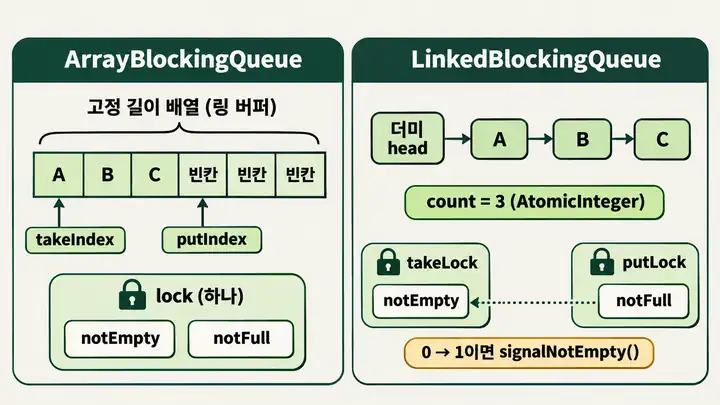 ArrayBlockingQueue
고정 길이 배열 (링 버퍼)
A B C 빈칸 빈칸 빈칸
takeIndex putIndex
lock (하나)
notEmpty notFull
LinkedBlockingQueue
더미
head
A B C
count = 3 (AtomicInteger)
takeLock putLock
notEmpty notFull
0 → 1이면 signalNotEmpty()